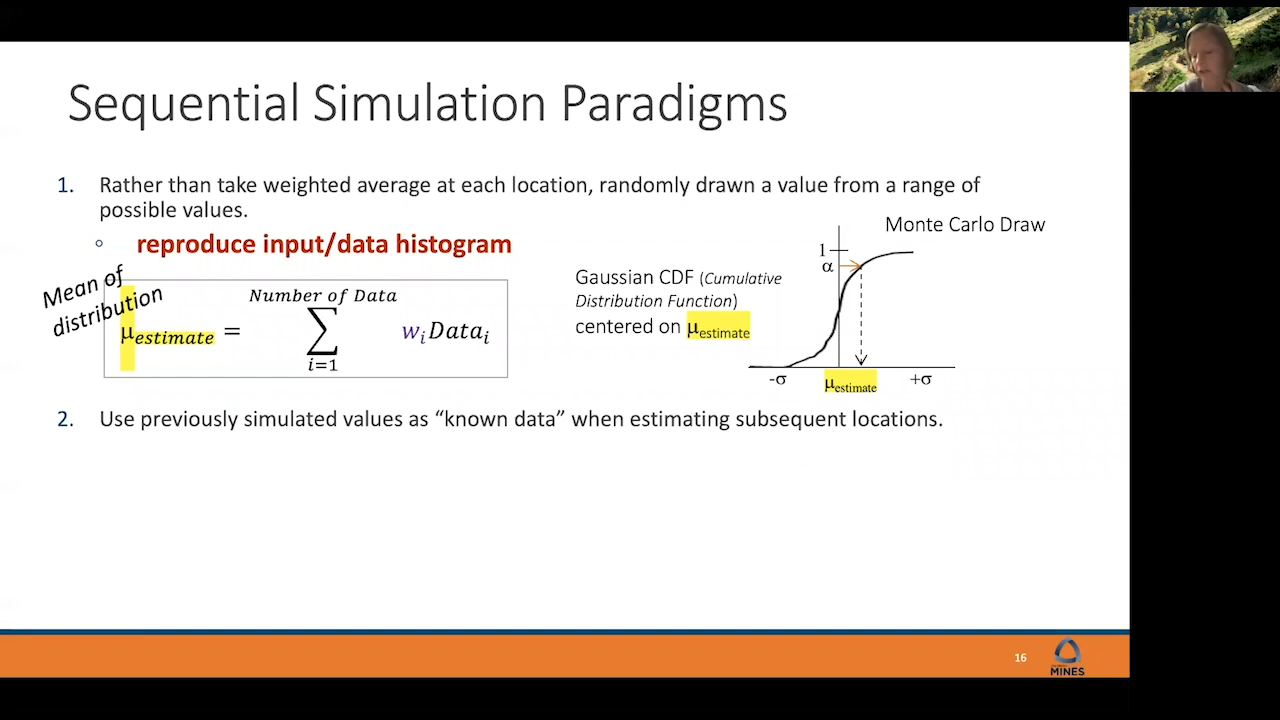 Sequential Simulation Paradigms
1. Rather than take weighted average at each location, randomly drawn a value from a range of
possible values.
◦ reproduce input/data histogram
Mean of
distribution
μestimate =
Number of Data
∑
i=1
wiDatai
Gaussian CDF (Cumulative
Distribution Function)
centered on μestimate
Monte Carlo Draw
1
α
-σ
μestimate
+σ
2. Use previously simulated values as “known data” when estimating subsequent locations.
16
MINES